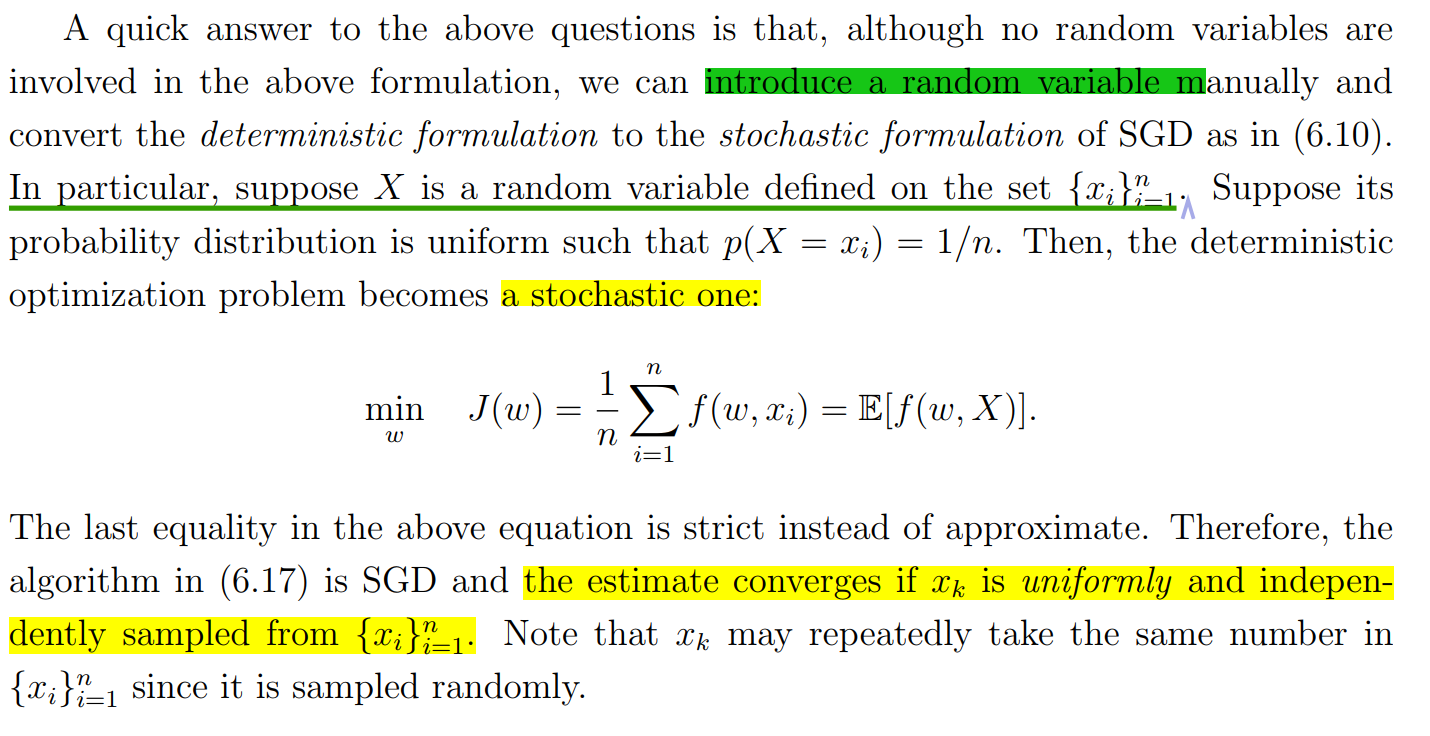 A quick answer to the above questions is that, although no random variables are
involved in the above formulation, we can introduce a random variable manually and
convert the deterministic formulation to the stochastic formulation of SGD as in (6.10).
In particular, suppose X is a random variable defined on the set {x_i}_{i=1}^n. Suppose its
probability distribution is uniform such that p(X = x_i) = 1/n. Then, the deterministic
optimization problem becomes a stochastic one:
min_w J(w) = \frac{1}{n} \sum_{i=1}^{n} f(w, x_i) = 𝔼[f(w, X)].
The last equality in the above equation is strict instead of approximate. Therefore, the
algorithm in (6.17) is SGD and the estimate converges if x_k is uniformly and indepen-
dently sampled from {x_i}_{i=1}^n. Note that x_k may repeatedly take the same number in
{x_i}_{i=1}^n since it is sampled randomly.